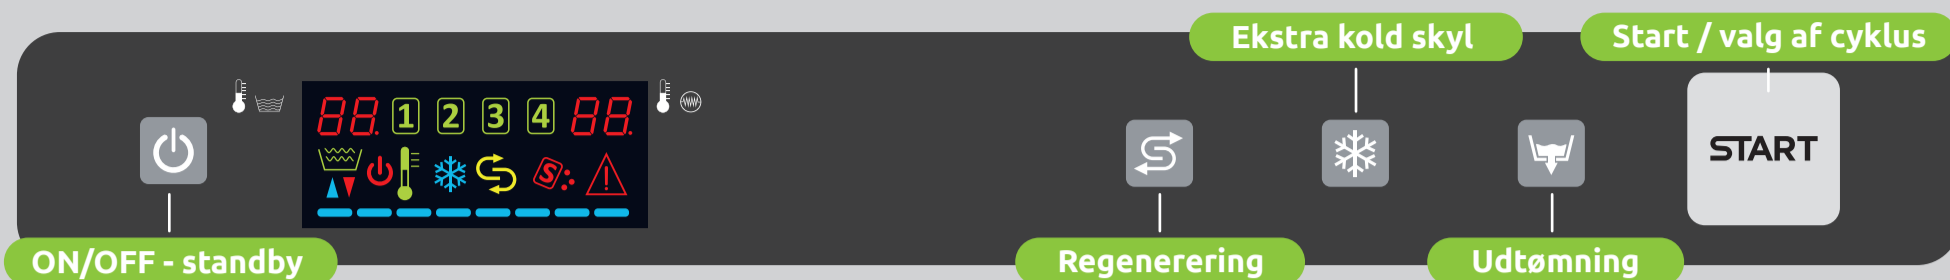 Ekstra kold skyl
Start / valg af cyklus
88. 1 2 3 4 88.
START
S
ON/OFF - standby
Regenerering
Udtømning